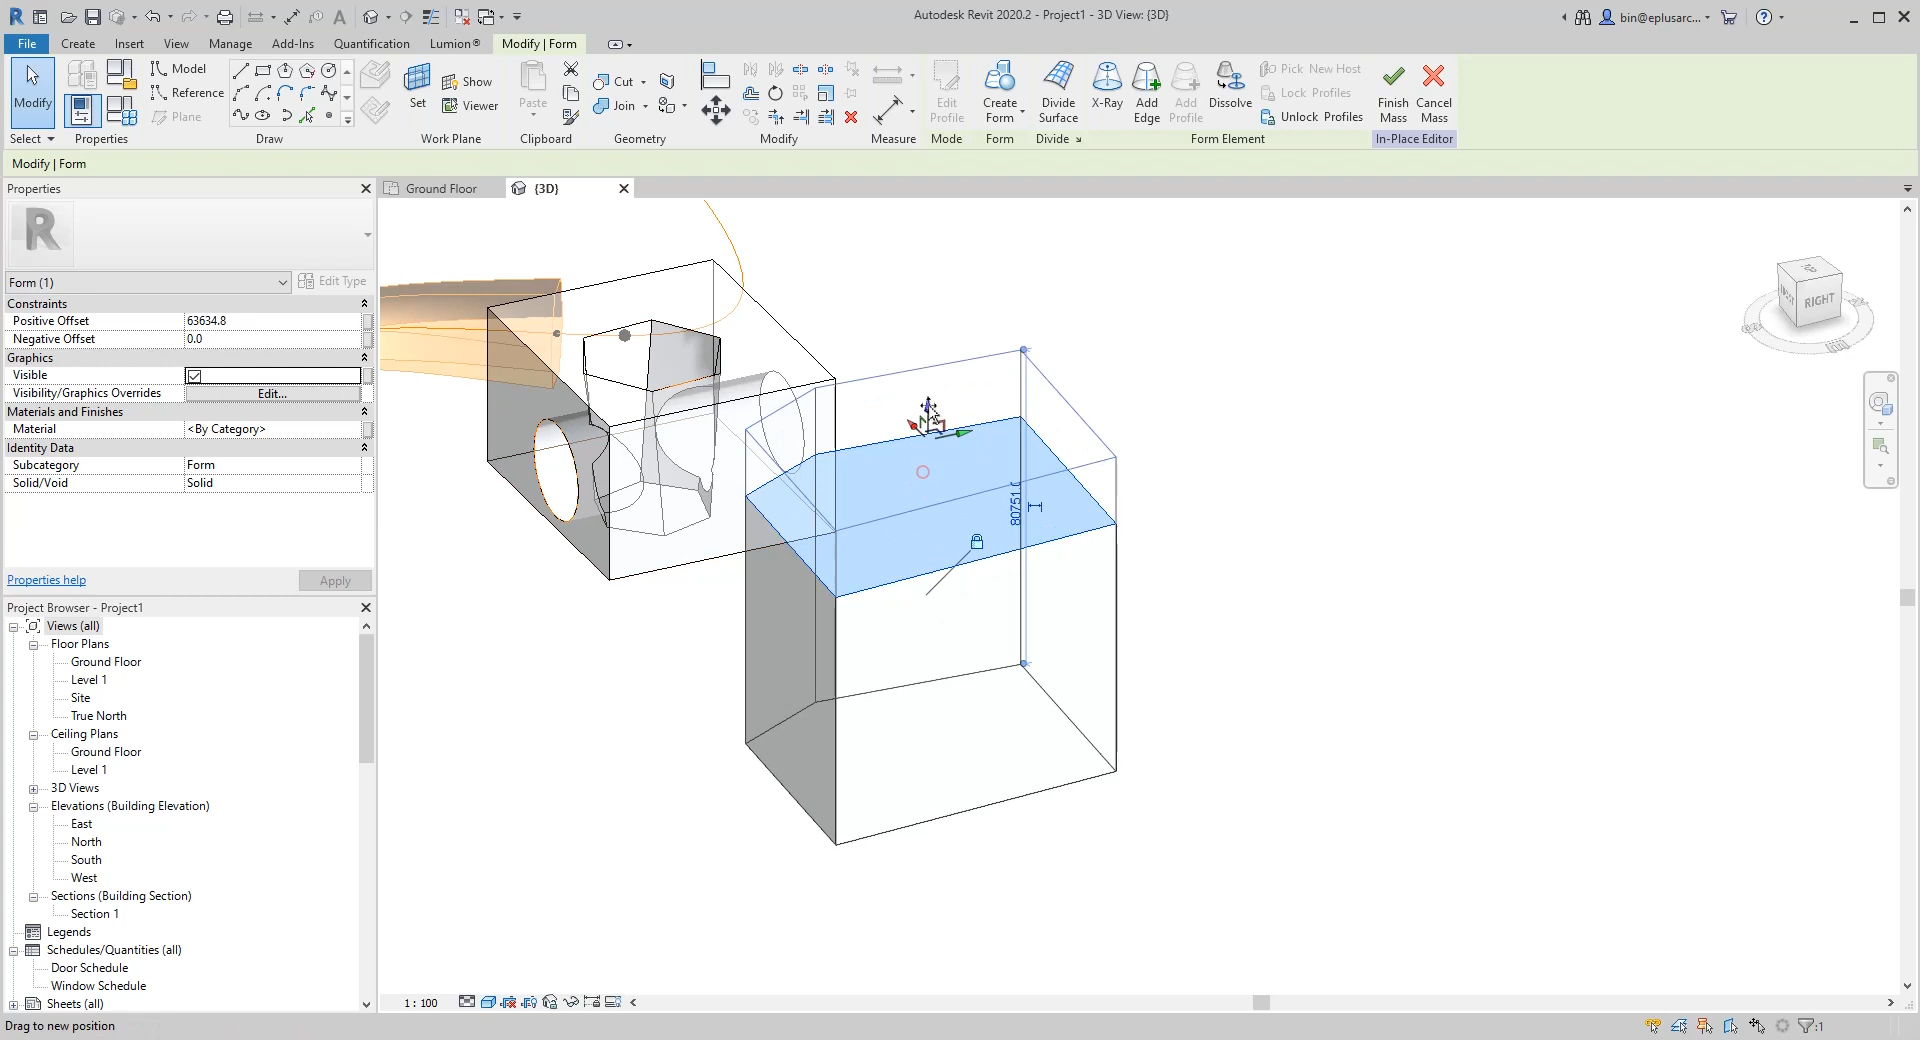 Autodesk Revit 2020.2 - Project1 - 3D View: {3D}
bin@eplusarc...
File Create Insert View Manage Add-Ins Quantification Lumion® Modify | Form
Modify
Model
Reference
Plane
Set
Show
Viewer
Paste
Cut
Join
Edit Profile
Create Form
Divide Surface
X-Ray
Add Edge
Add Profile
Dissolve
Pick New Host
Lock Profiles
Unlock Profiles
Finish Mass
Cancel Mass
Select Properties Draw Work Plane Clipboard Geometry Modify Measure Mode Form Divide Form Element In-Place Editor
Modify | Form
Properties
Ground Floor
{3D}
R
Form (1)
Edit Type
Constraints
Positive Offset 63634.8
Negative Offset 0.0
Graphics
Visible
Visibility/Graphics Overrides Edit...
Materials and Finishes
Material <By Category>
Identity Data
Subcategory Form
Solid/Void Solid
Properties help
Apply
Project Browser - Project1
Views (all)
Floor Plans
Ground Floor
Level 1
Site
True North
Ceiling Plans
Ground Floor
Level 1
3D Views
Elevations (Building Elevation)
East
North
South
West
Sections (Building Section)
Section 1
Legends
Schedules/Quantities (all)
Door Schedule
Window Schedule
Sheets (all)
RIGHT
1 : 100
Drag to new position
:1